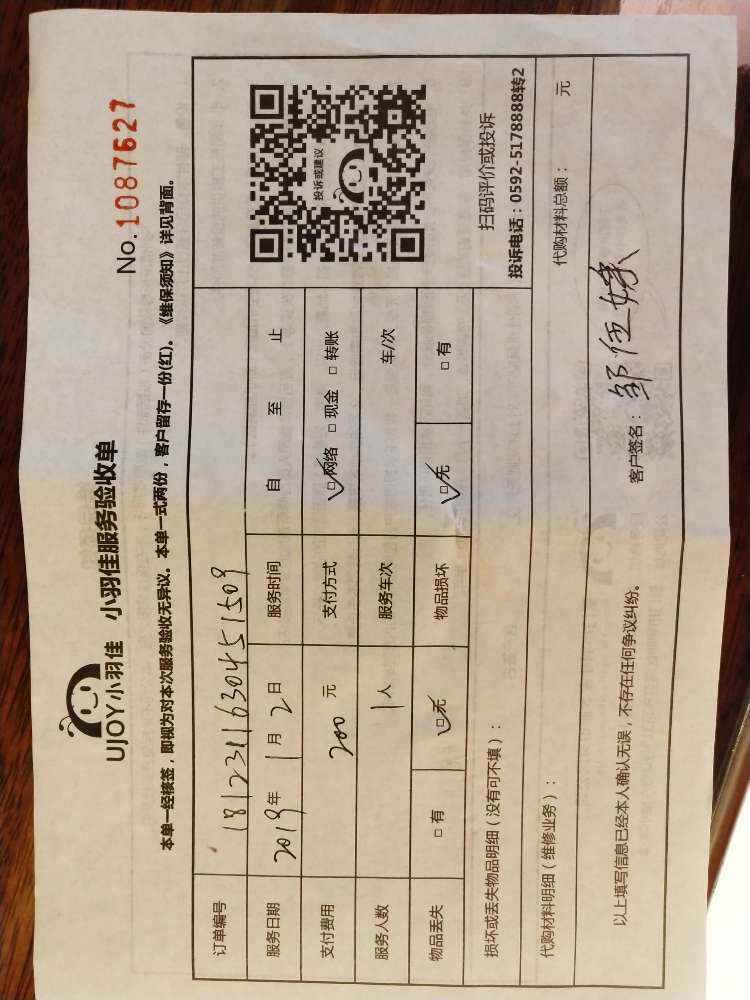 UJOY小羽佳 小羽佳服务验收单
No.1087627
本单一经核签，即视为对本次服务验收无异议。本单一式两份，客户留存一份(红)。《维保须知》详见背面。
订单编号 1812311630451509
服务日期 2019年 1月 2日 服务时间 自 至 止
支付费用 200 元 支付方式 ☑网络 □现金 □转账
服务人数 1人 服务车次 车/次
物品丢失 □有 ☑无 物品损坏 ☑无 □有
投诉或建议
扫码评价或投诉
投诉电话：0592-5178888转2
损坏或丢失物品明细（没有可不填）：
代购材料明细（维修业务）： 代购材料总额： 元
以上填写信息已经本人确认无误，不存在任何争议纠纷。
客户签名：